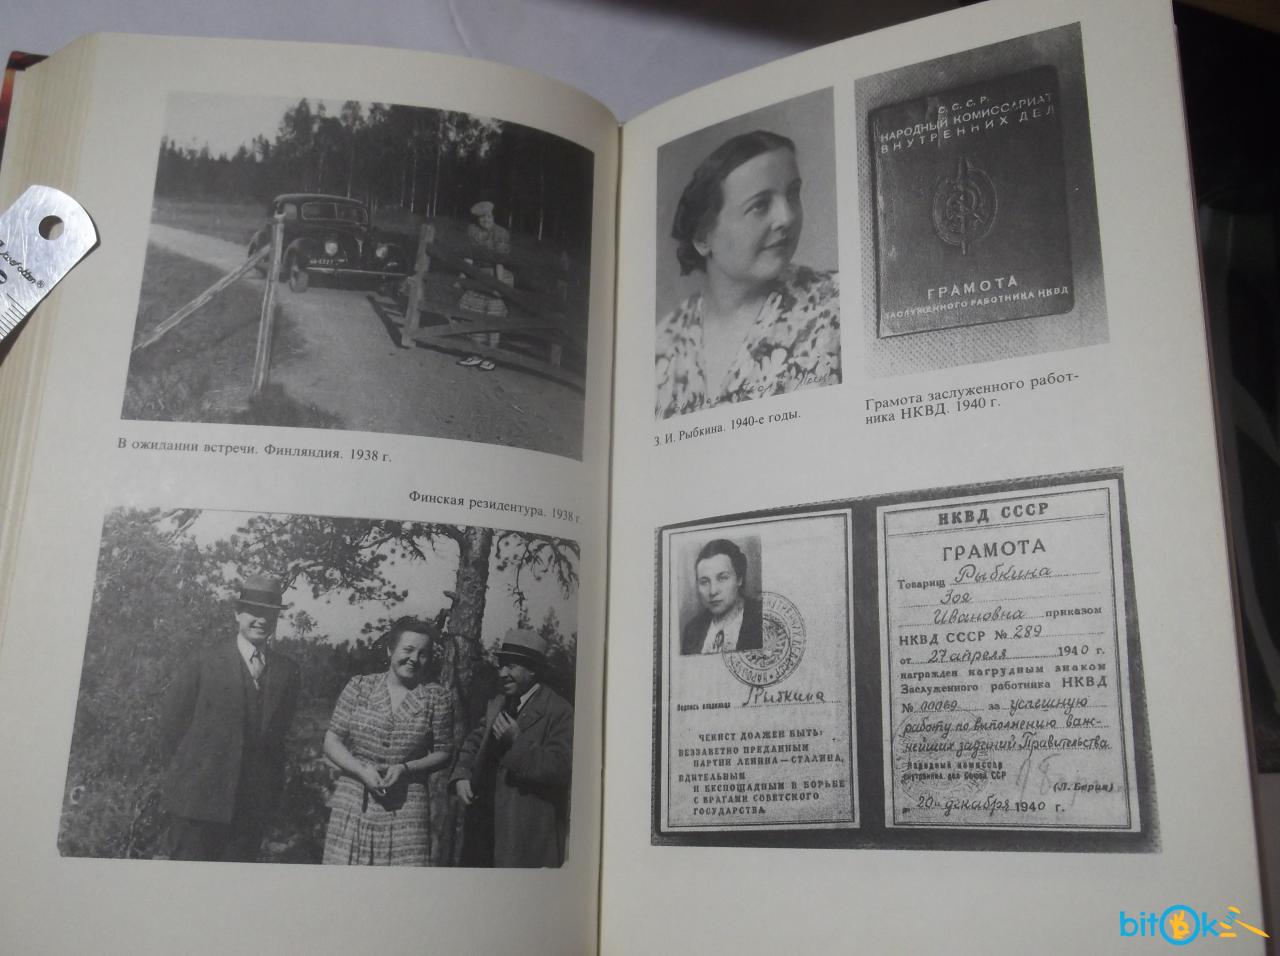 В ожидании встречи. Финляндия. 1938 г.
Финская резидентура. 1938 г.
З. И. Рыбкина. 1940-е годы.
С.С.С.Р.
НАРОДНЫЙ КОМИССАРИАТ
ВНУТРЕННИХ ДЕЛ
ГРАМОТА
ЗАСЛУЖЕННОГО РАБОТНИКА НКВД
Грамота заслуженного работ-
ника НКВД. 1940 г.
Подпись владельца Рыбкина
ЧЕКИСТ ДОЛЖЕН БЫТЬ:
БЕЗЗАВЕТНО ПРЕДАННЫМ
ПАРТИИ ЛЕНИНА — СТАЛИНА,
БДИТЕЛЬНЫМ
И БЕСПОЩАДНЫМ В БОРЬБЕ
С ВРАГАМИ СОВЕТСКОГО
ГОСУДАРСТВА
НКВД СССР
ГРАМОТА
Товарищ Рыбкина
Зоя
Ивановна приказом
НКВД СССР № 289
от 27 апреля 1940 г.
награжден нагрудным знаком
Заслуженного работника НКВД
№ 00069 за успешную
работу по выполнению важ-
нейших заданий Правительства
Народный комиссар
внутренних дел Союза ССР
(Л. Берия)
20 декабря 1940 г.
bitOk